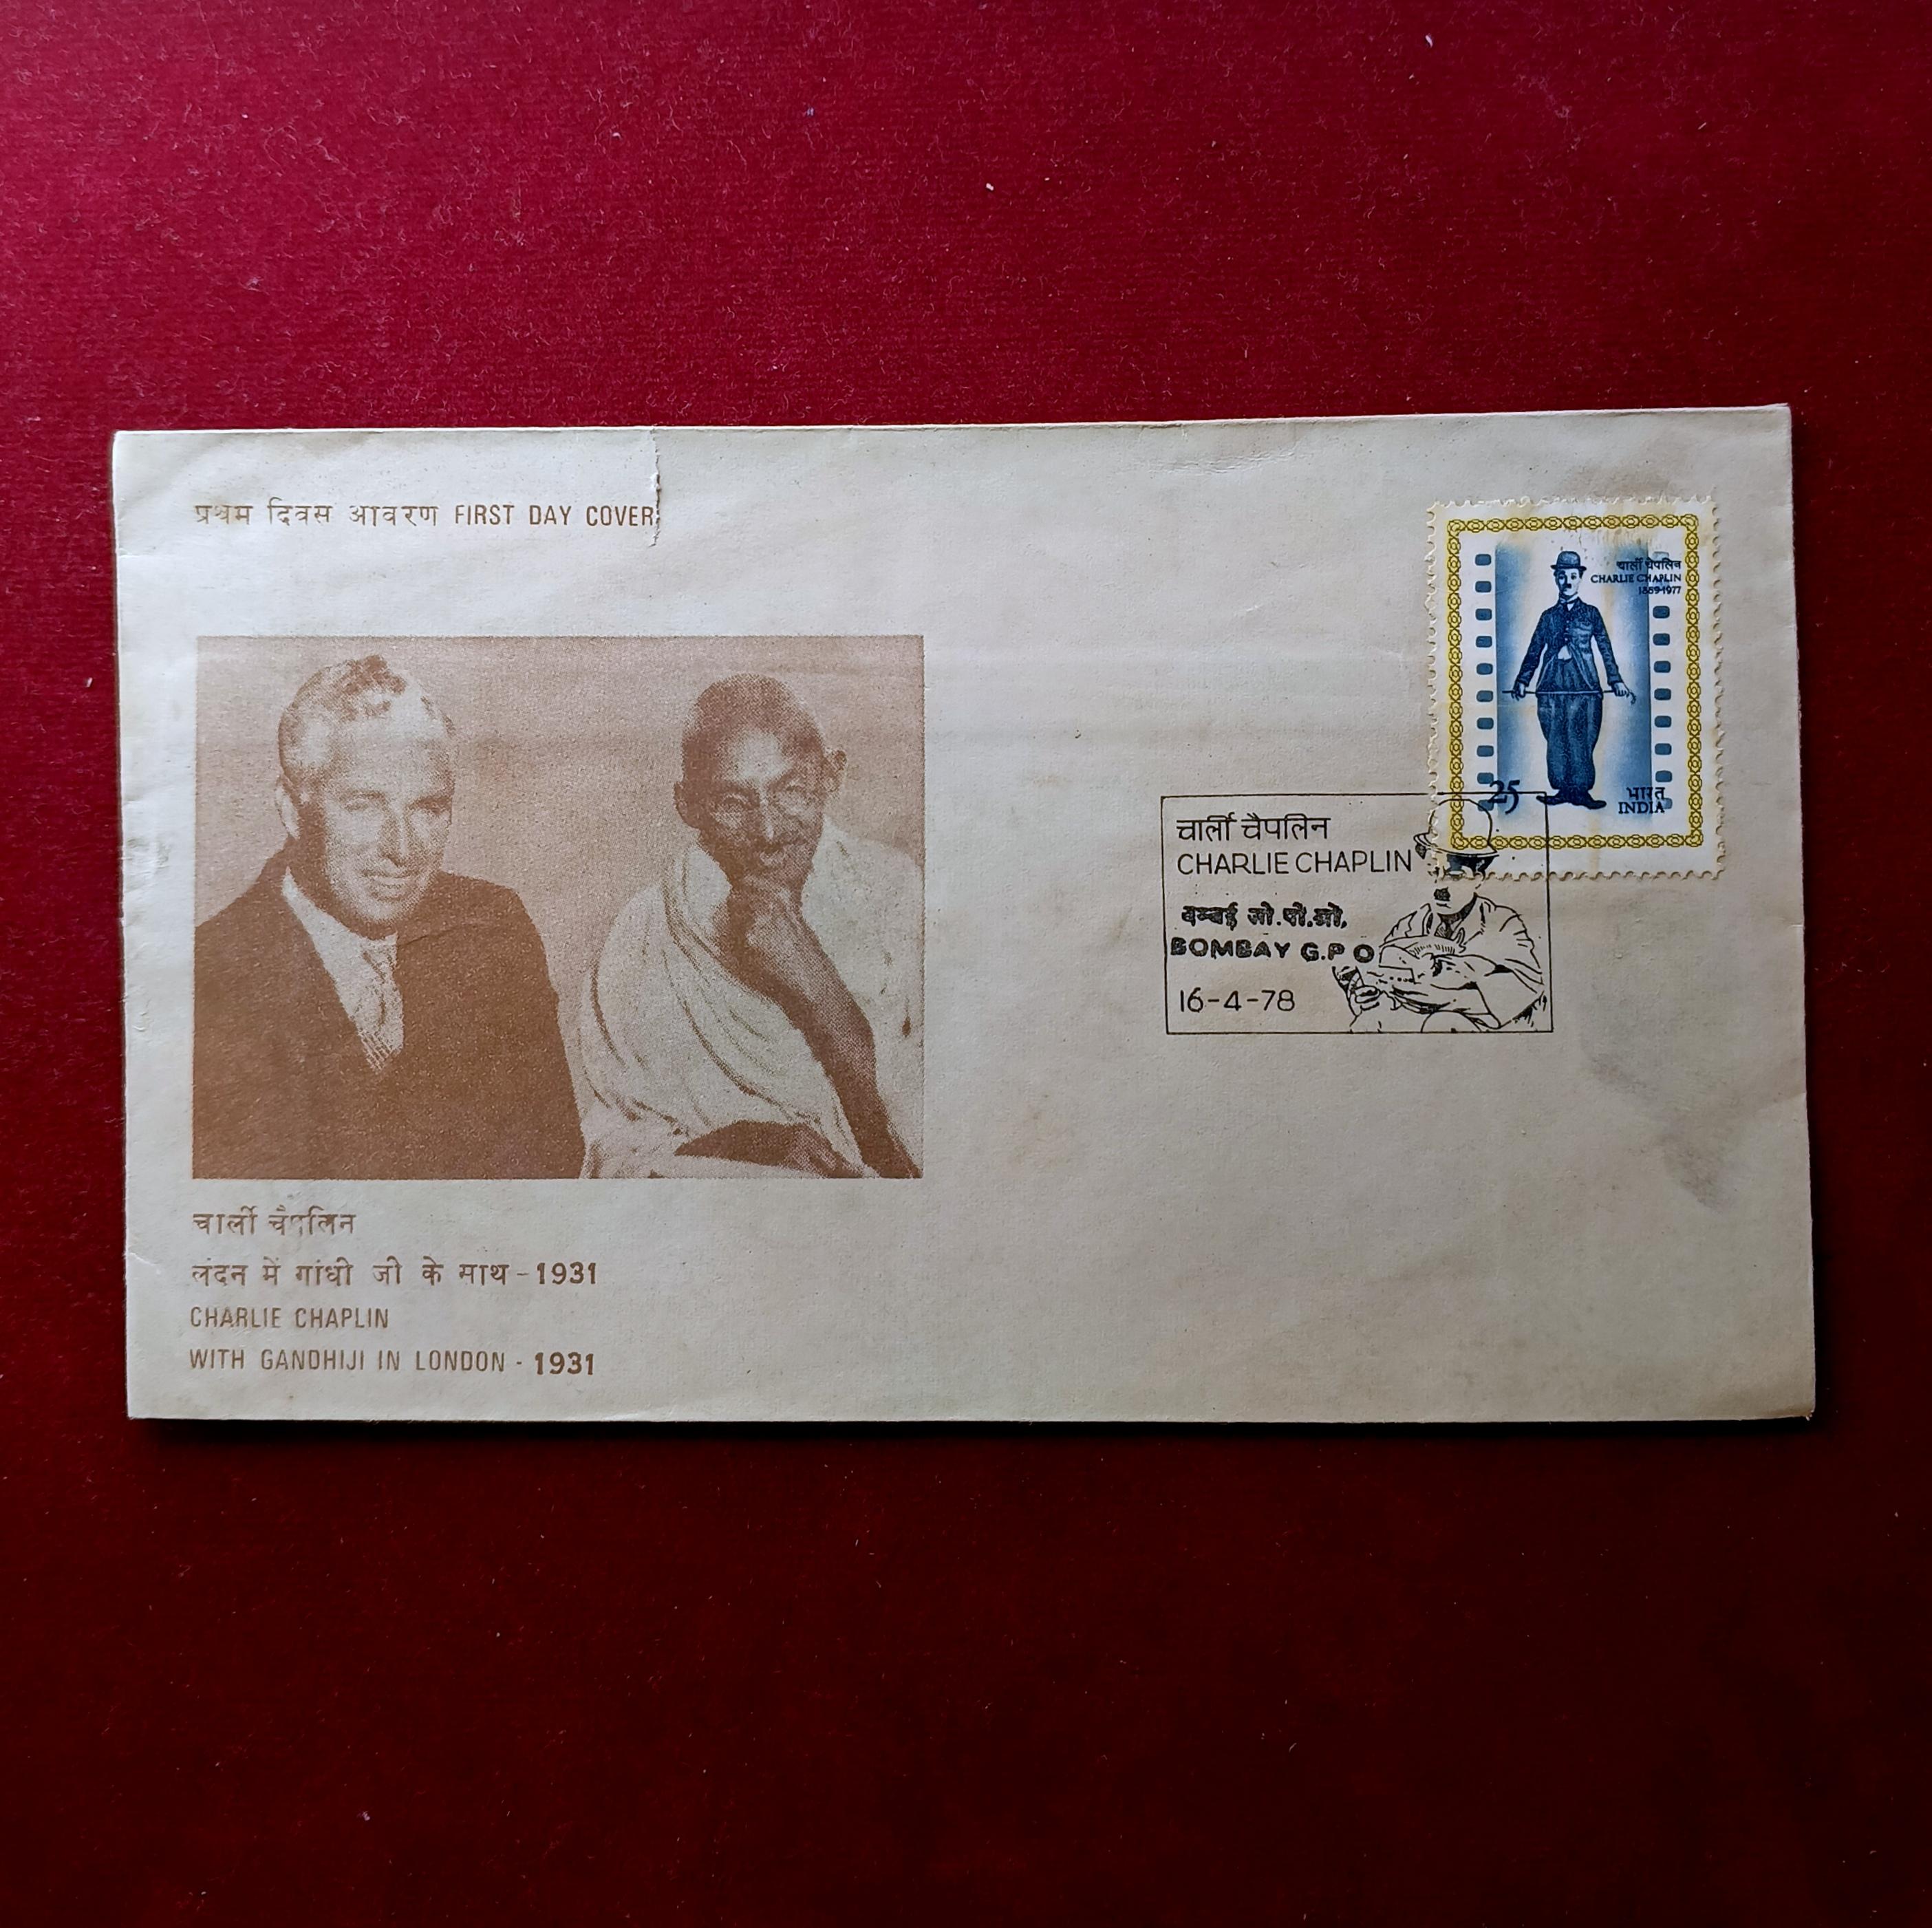 प्रथम दिवस आवरण FIRST DAY COVER
चार्ली चैपलिन
CHARLIE CHAPLIN
1889-1977
25
भारत
INDIA
चार्ली चैपलिन
CHARLIE CHAPLIN
बम्बई जी.पी.ओ.
BOMBAY G.P O
16-4-78
चार्ली चैपलिन
लंदन में गांधी जी के साथ - 1931
CHARLIE CHAPLIN
WITH GANDHIJI IN LONDON - 1931